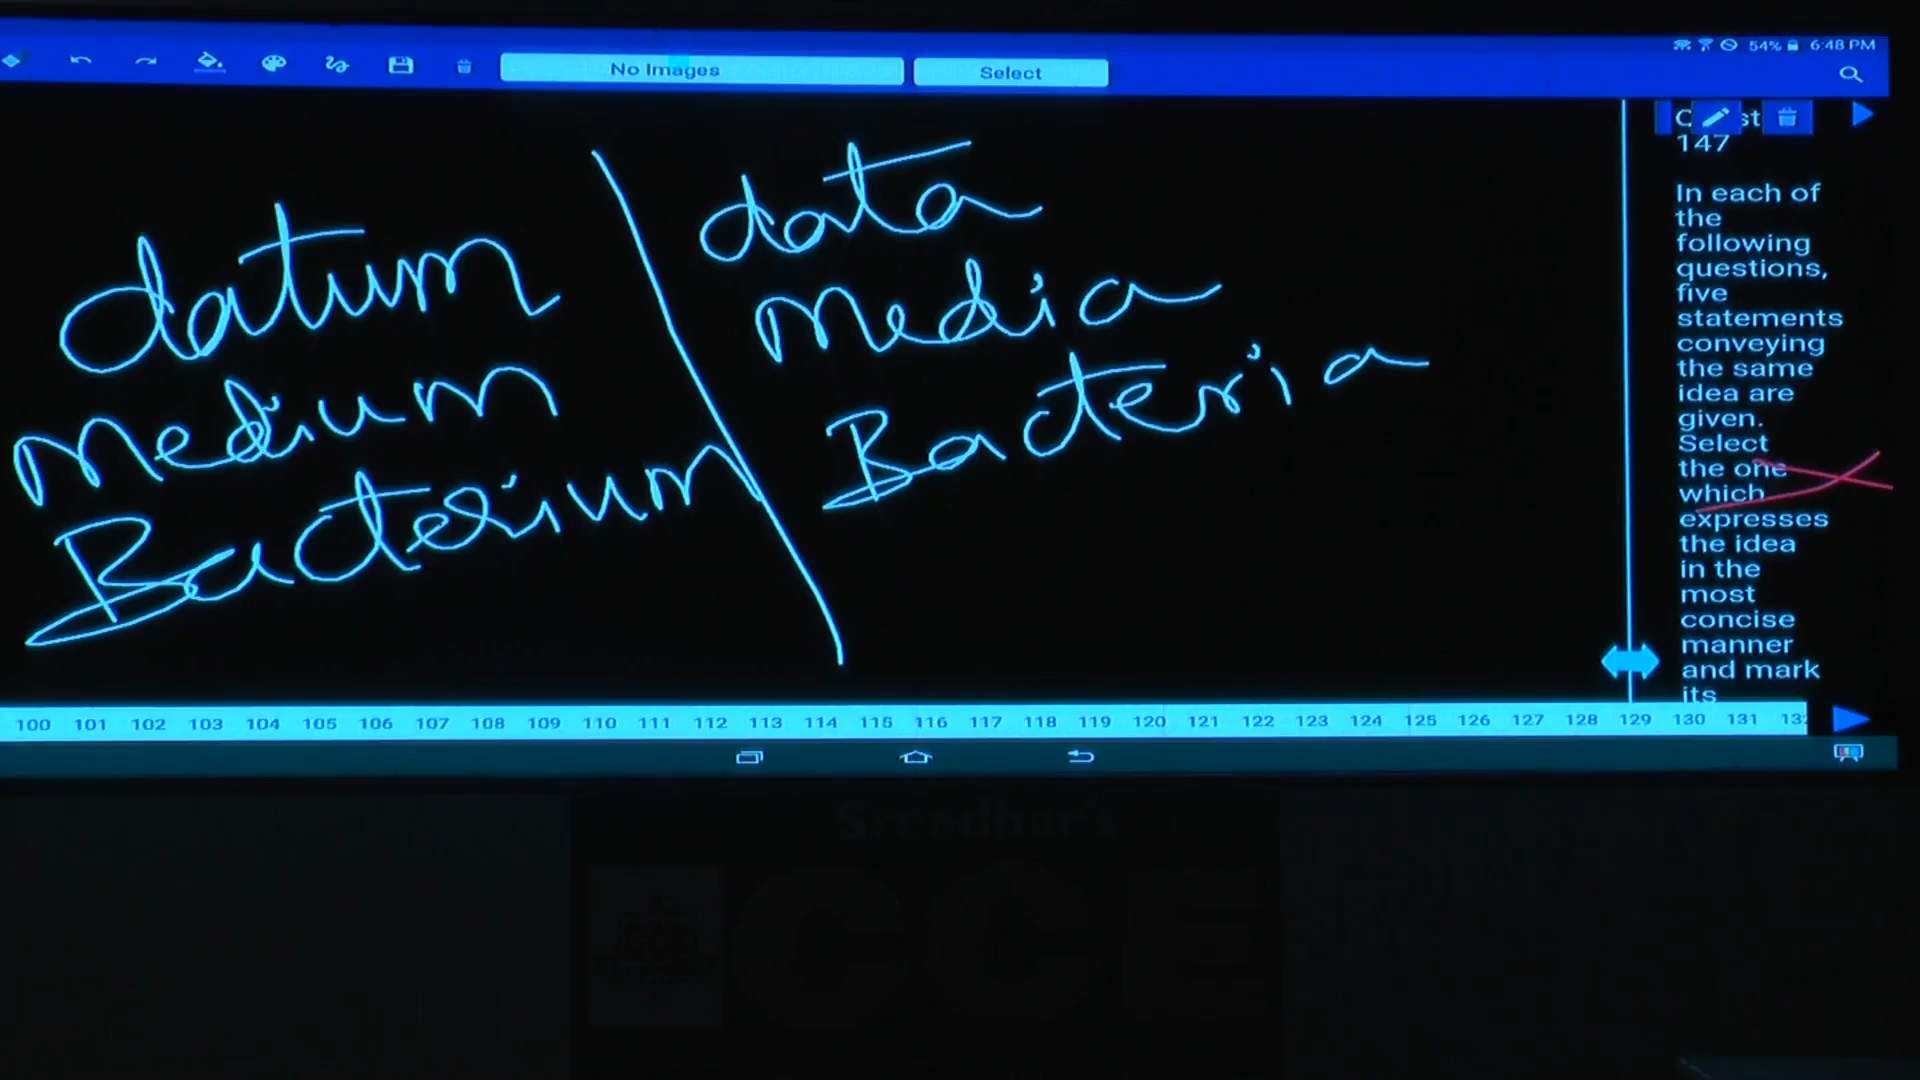 54% 6:48 PM
No Images
Select
147
In each of
the
following
questions,
five
statements
conveying
the same
idea are
given.
Select
the one
which
expresses
the idea
in the
most
concise
manner
and mark
its
datum
Medium
Bacterium
data
Media
Bacteria
100 101 102 103 104 105 106 107 108 109 110 111 112 113 114 115 116 117 118 119 120 121 122 123 124 125 126 127 128 129 130 131
Sreedhar's
CCE